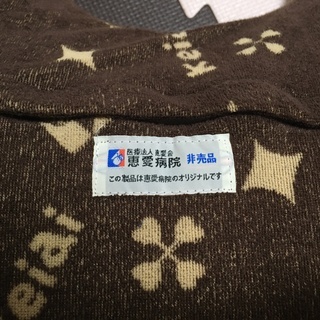 Keiai
医療法人恵愛会
恵愛病院 非売品
この製品は恵愛病院のオリジナルです
eiai